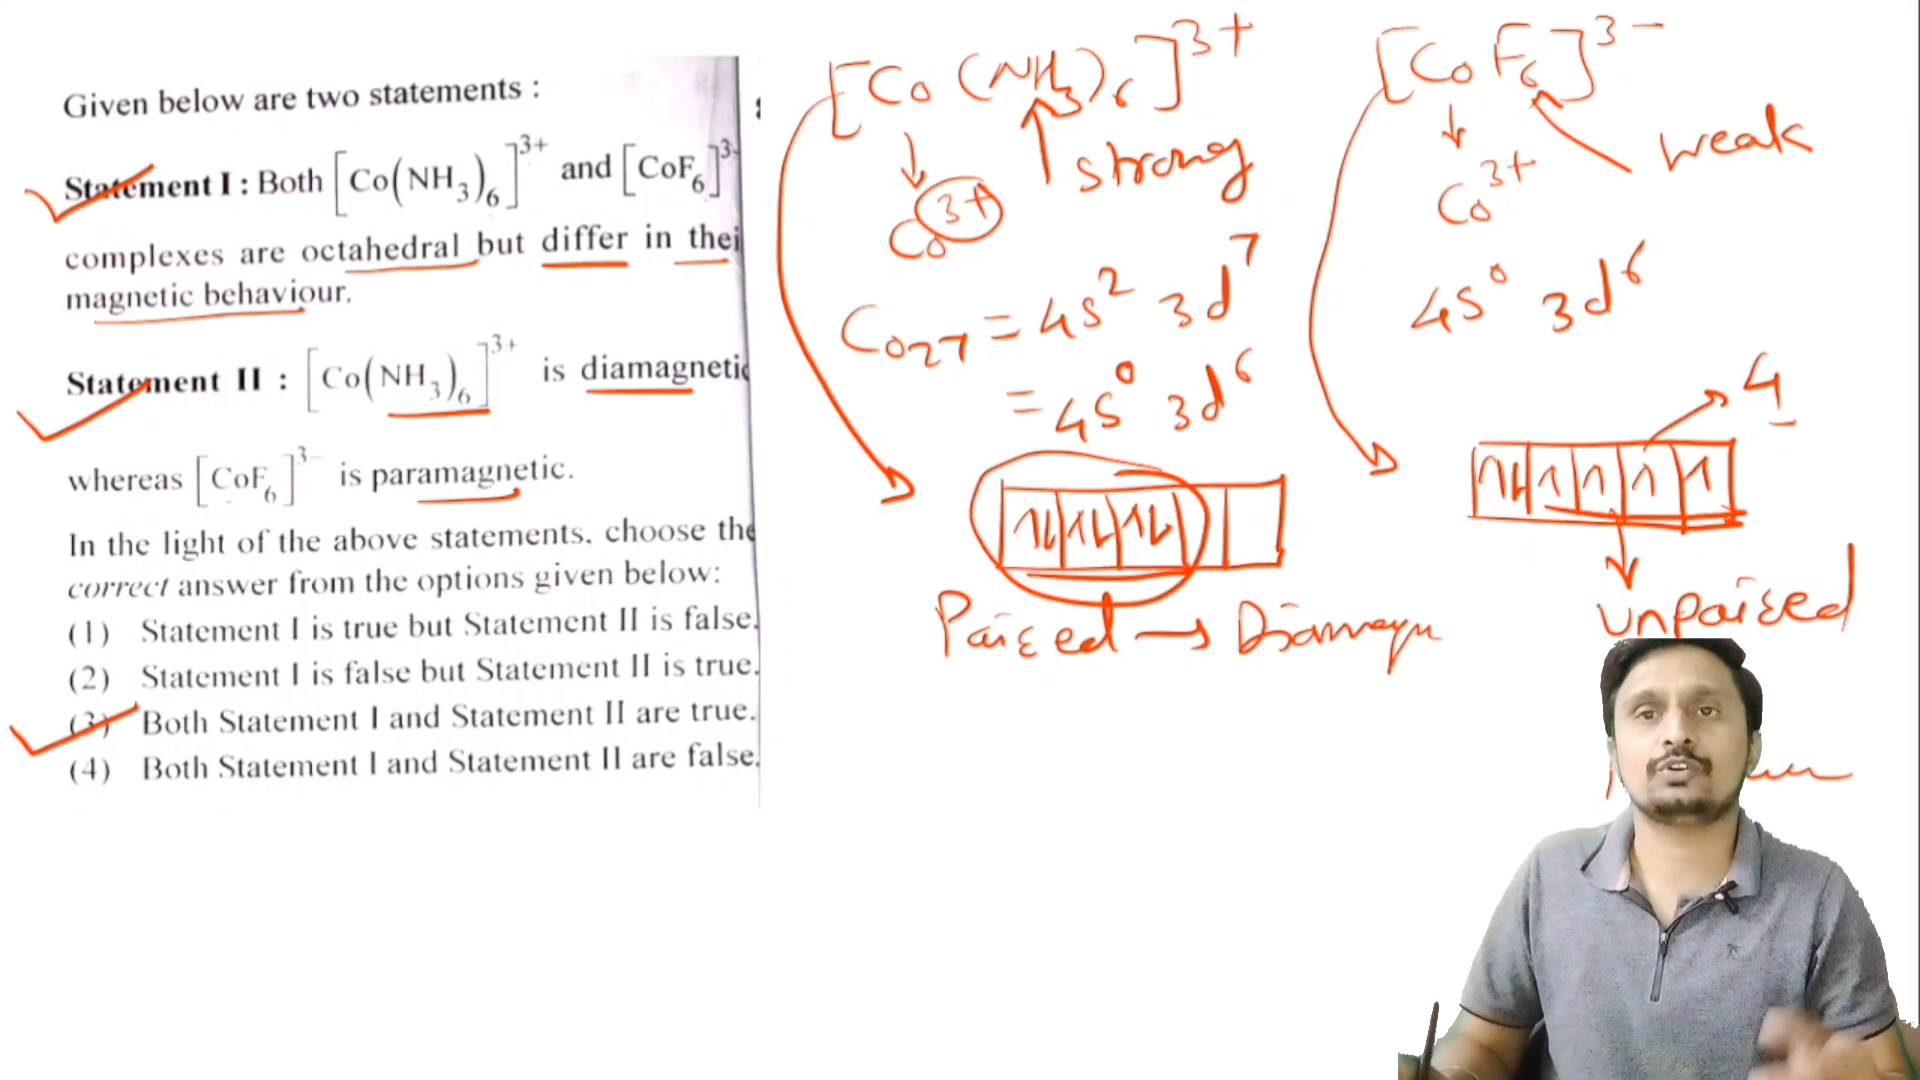 Given below are two statements :
Statement I : Both [Co(NH₃)₆]³⁺ and [CoF₆]³⁻
complexes are octahedral but differ in thei
magnetic behaviour.
Statement II : [Co(NH₃)₆]³⁺ is diamagnetic
whereas [CoF₆]³⁻ is paramagnetic.
In the light of the above statements, choose the
correct answer from the options given below:
(1) Statement I is true but Statement II is false.
(2) Statement I is false but Statement II is true.
(3) Both Statement I and Statement II are true.
(4) Both Statement I and Statement II are false.
[Co(NH₃)₆]³⁺
strong
Co³⁺
Co₂₇ = 4s² 3d⁷
= 4s⁰ 3d⁶
Paired → Diamagn
[CoF₆]³⁻
weak
Co³⁺
4s⁰ 3d⁶
4
unpaired